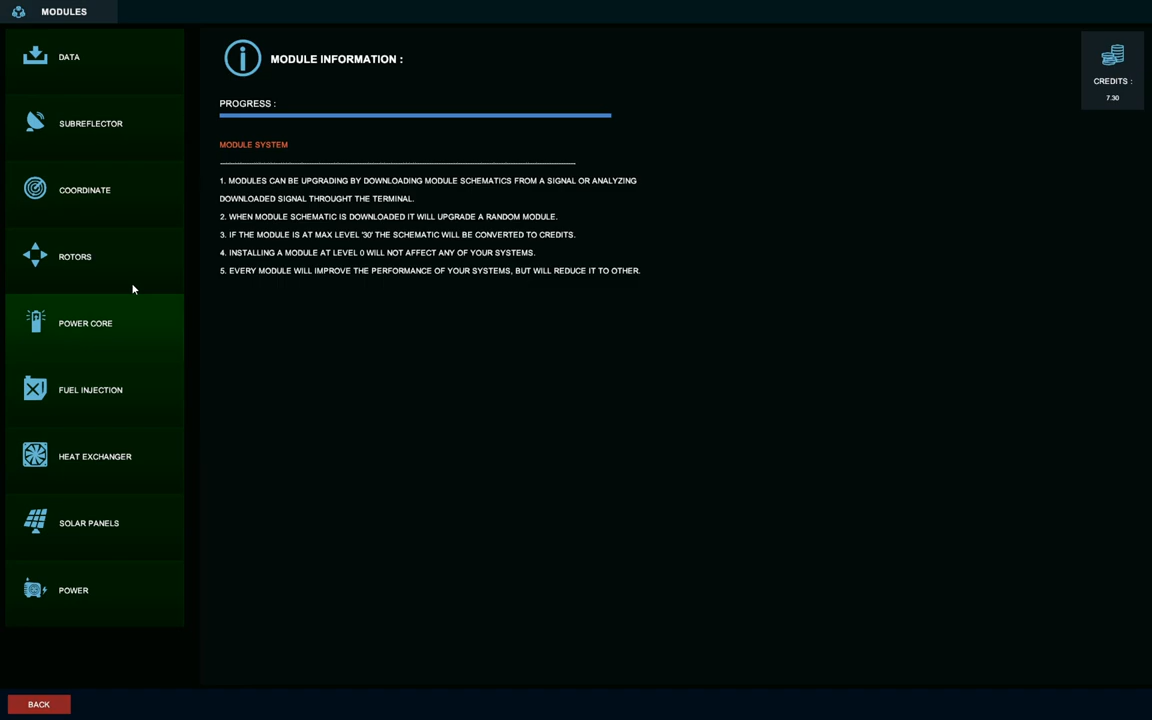 MODULES
DATA
SUBREFLECTOR
COORDINATE
ROTORS
POWER CORE
FUEL INJECTION
HEAT EXCHANGER
SOLAR PANELS
POWER
BACK
MODULE INFORMATION :
PROGRESS :
MODULE SYSTEM
1. MODULES CAN BE UPGRADING BY DOWNLOADING MODULE SCHEMATICS FROM A SIGNAL OR ANALYZING
DOWNLOADED SIGNAL THROUGHT THE TERMINAL.
2. WHEN MODULE SCHEMATIC IS DOWNLOADED IT WILL UPGRADE A RANDOM MODULE.
3. IF THE MODULE IS AT MAX LEVEL '30' THE SCHEMATIC WILL BE CONVERTED TO CREDITS.
4. INSTALLING A MODULE AT LEVEL 0 WILL NOT AFFECT ANY OF YOUR SYSTEMS.
5. EVERY MODULE WILL IMPROVE THE PERFORMANCE OF YOUR SYSTEMS, BUT WILL REDUCE IT TO OTHER.
CREDITS :
7.30